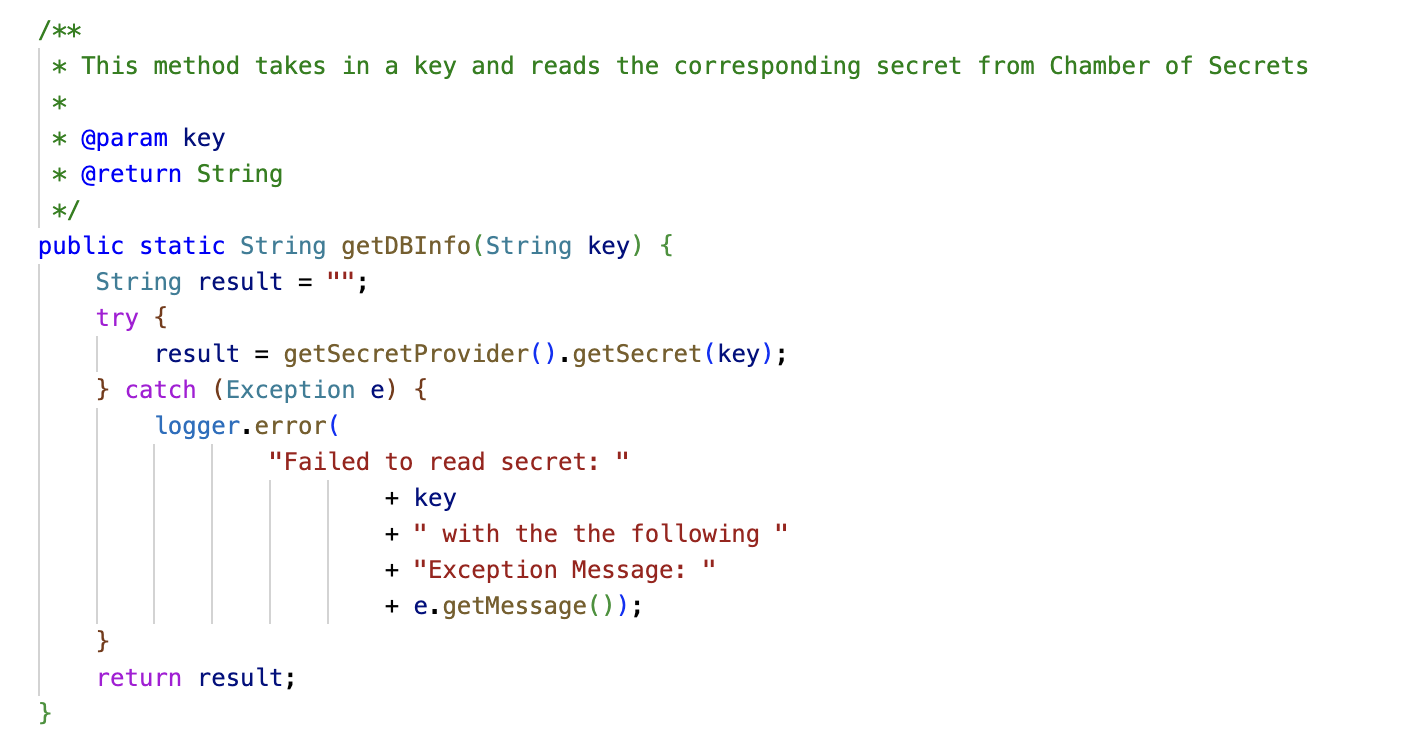 /**
 * This method takes in a key and reads the corresponding secret from Chamber of Secrets
 *
 * @param key
 * @return String
 */
public static String getDBInfo(String key) {
    String result = "";
    try {
        result = getSecretProvider().getSecret(key);
    } catch (Exception e) {
        logger.error(
                "Failed to read secret: "
                        + key
                        + " with the the following "
                        + "Exception Message: "
                        + e.getMessage());
    }
    return result;
}